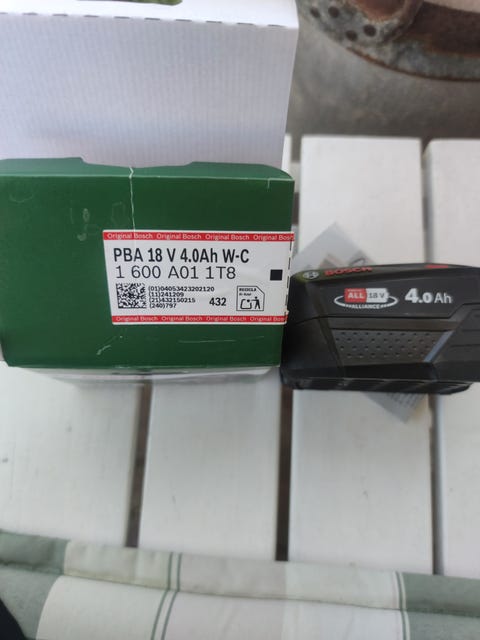 Original Bosch Original Bosch Original Bosch Original Bosch
PBA 18 V 4.0Ah W-C
1 600 A01 1T8
(01)04053423202120
(11)241209
(21)432150215
(240)797
432
Original Bosch Original Bosch Original Bosch
BOSCH
ALL 18 V
ALLIANCE
4.0 Ah